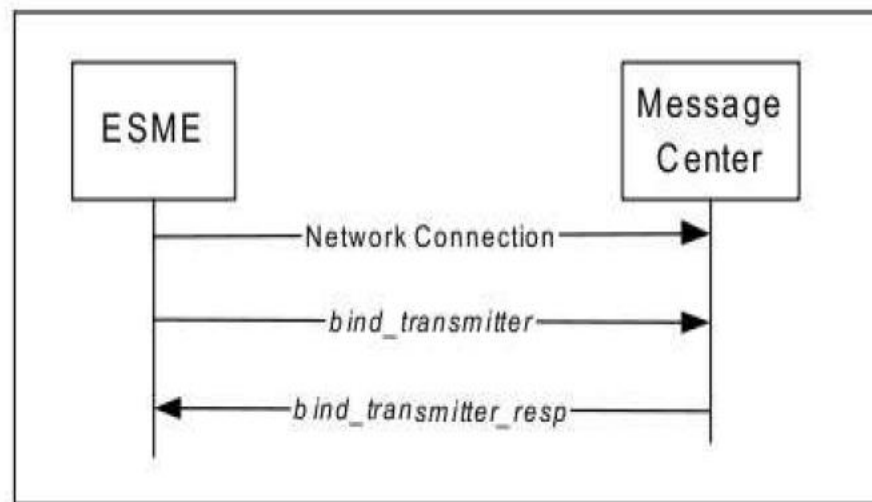 ESME
Message
Center
Network Connection
bind_transmitter
bind_transmitter_resp